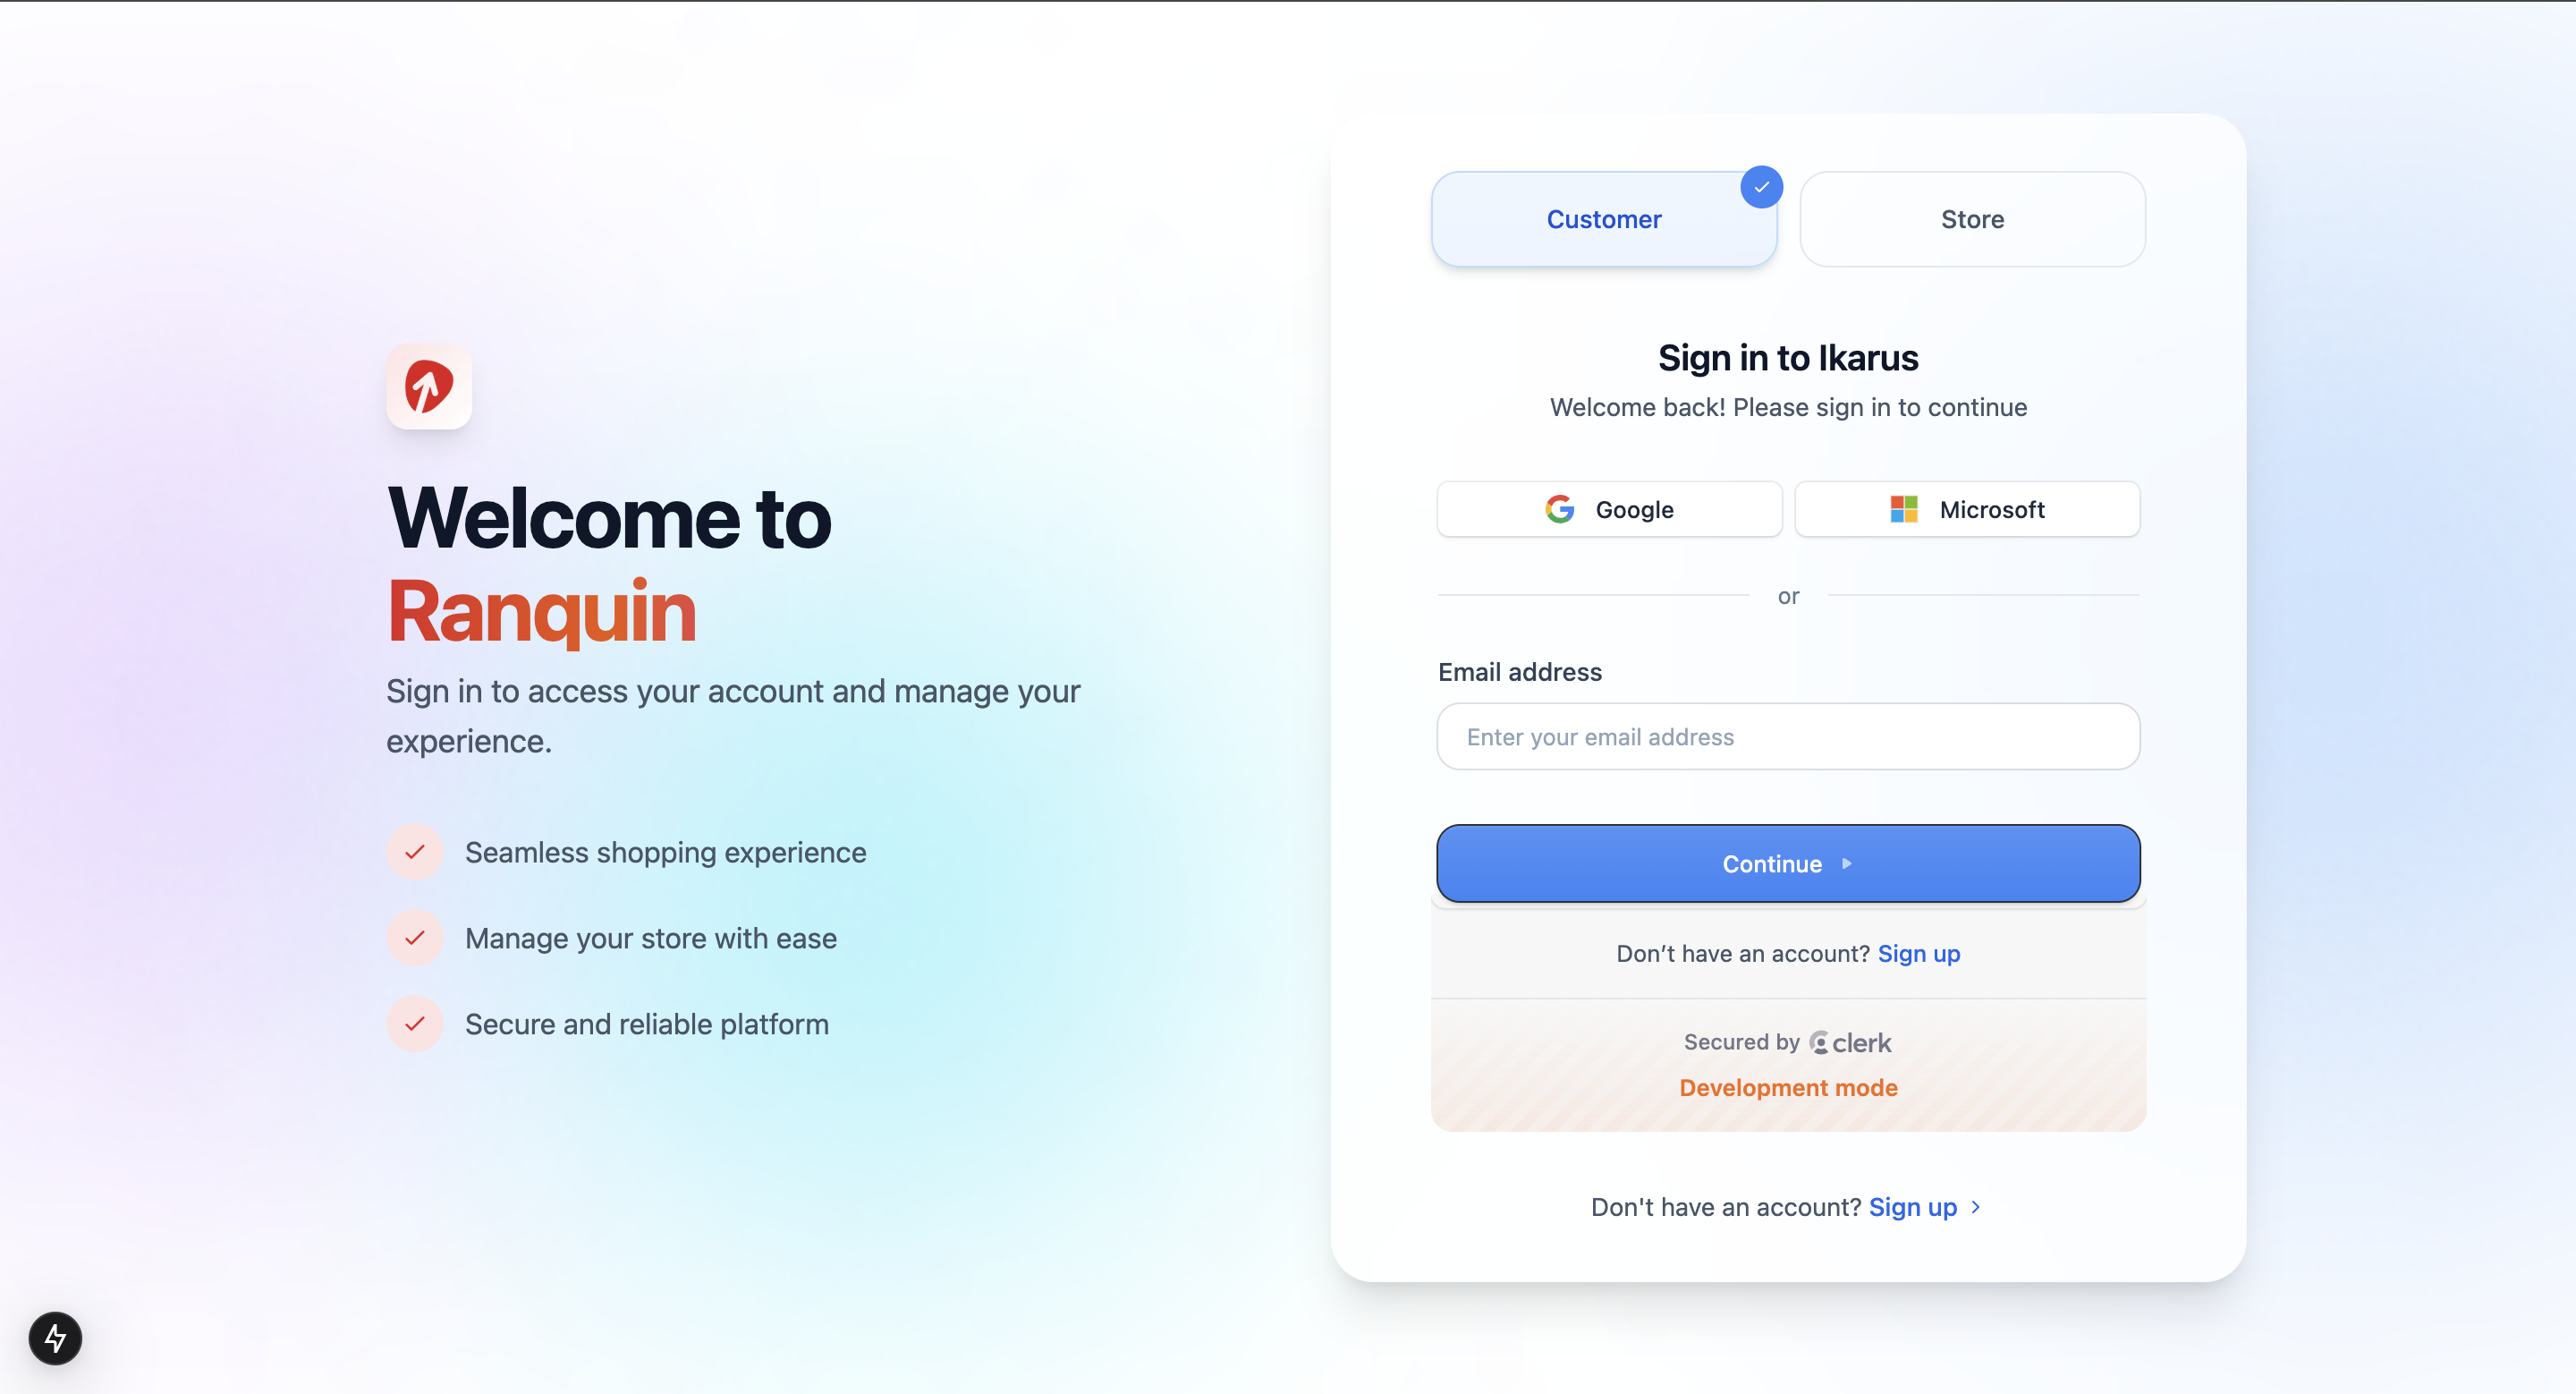 Welcome to
Ranquin
Sign in to access your account and manage your
experience.
Seamless shopping experience
Manage your store with ease
Secure and reliable platform
Customer
Store
Sign in to Ikarus
Welcome back! Please sign in to continue
Google
Microsoft
or
Email address
Enter your email address
Continue
Don’t have an account? Sign up
Secured by clerk
Development mode
Don't have an account? Sign up